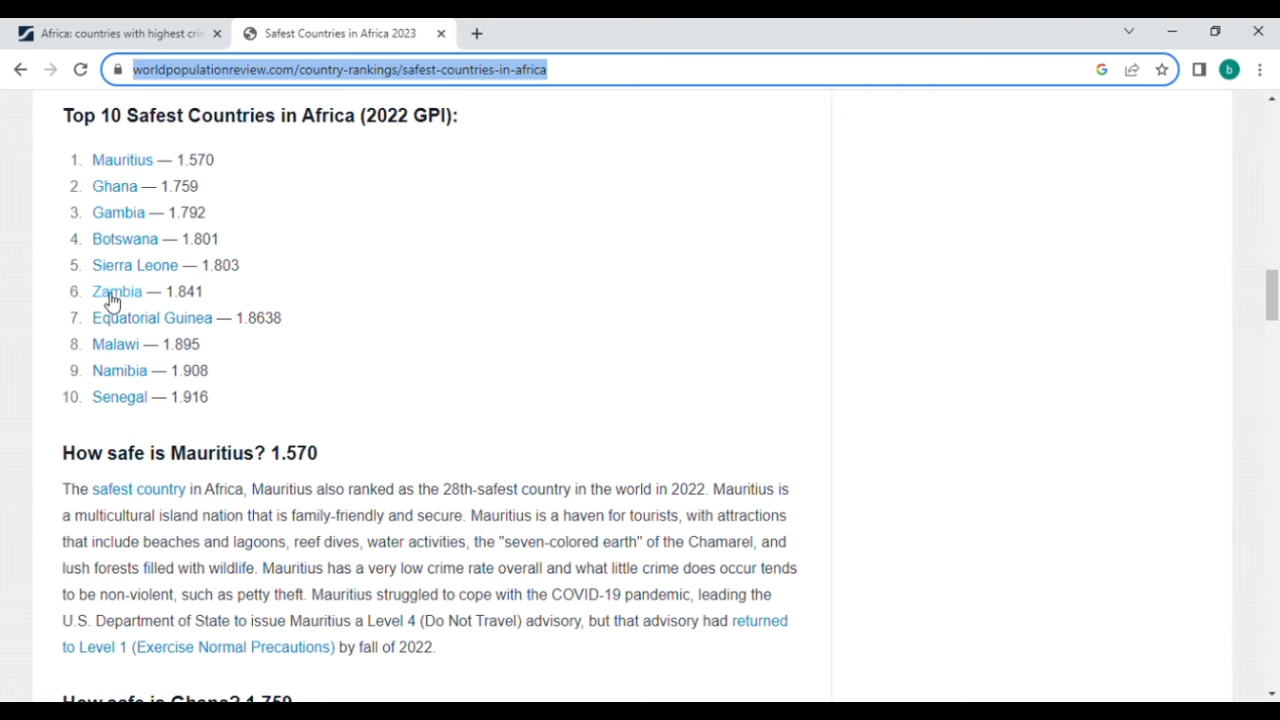 Africa: countries with highest cri
Safest Countries in Africa 2023
worldpopulationreview.com/country-rankings/safest-countries-in-africa
G
b
Top 10 Safest Countries in Africa (2022 GPI):
1. Mauritius — 1.570
2. Ghana — 1.759
3. Gambia — 1.792
4. Botswana — 1.801
5. Sierra Leone — 1.803
6. Zambia — 1.841
7. Equatorial Guinea — 1.8638
8. Malawi — 1.895
9. Namibia — 1.908
10. Senegal — 1.916
How safe is Mauritius? 1.570
The safest country in Africa, Mauritius also ranked as the 28th-safest country in the world in 2022. Mauritius is
a multicultural island nation that is family-friendly and secure. Mauritius is a haven for tourists, with attractions
that include beaches and lagoons, reef dives, water activities, the "seven-colored earth" of the Chamarel, and
lush forests filled with wildlife. Mauritius has a very low crime rate overall and what little crime does occur tends
to be non-violent, such as petty theft. Mauritius struggled to cope with the COVID-19 pandemic, leading the
U.S. Department of State to issue Mauritius a Level 4 (Do Not Travel) advisory, but that advisory had returned
to Level 1 (Exercise Normal Precautions) by fall of 2022.
How safe is Ghana? 1.759